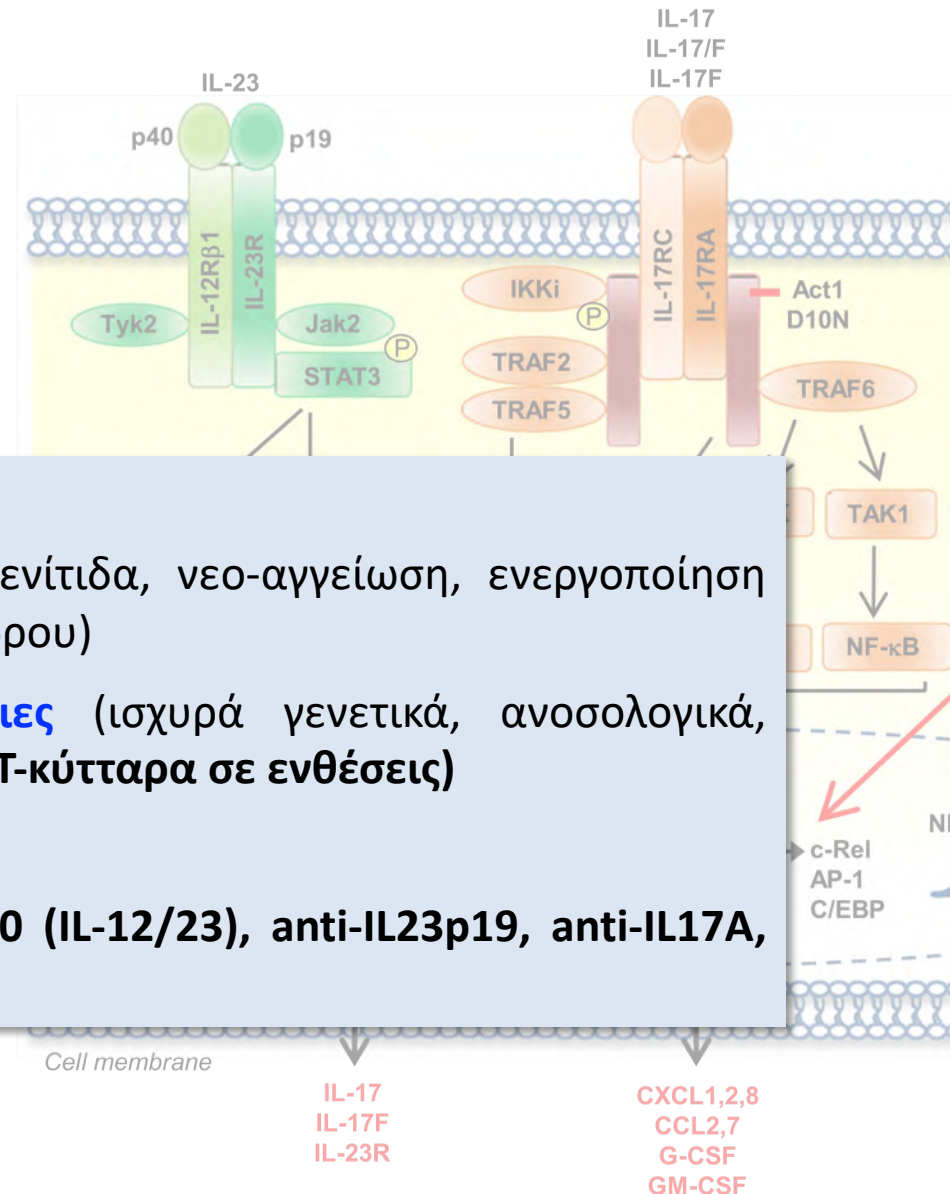 IL-17
IL-17/F
IL-17F
IL-23
p40
p19
IL-12Rβ1
IL-23R
IL-17RC
IL-17RA
IKKi
P
Act1
D10N
Tyk2
Jak2
P
STAT3
TRAF2
TRAF5
TRAF6
TAK1
ενίτιδα, νεο-αγγείωση, ενεργοποίηση
ρου)
NF-κB
ιες (ισχυρά γενετικά, ανοσολογικά,
Τ-κύτταρα σε ενθέσεις)
c-Rel
AP-1
C/EBP
0 (IL-12/23), anti-IL23p19, anti-IL17A,
Cell membrane
IL-17
IL-17F
IL-23R
CXCL1,2,8
CCL2,7
G-CSF
GM-CSF